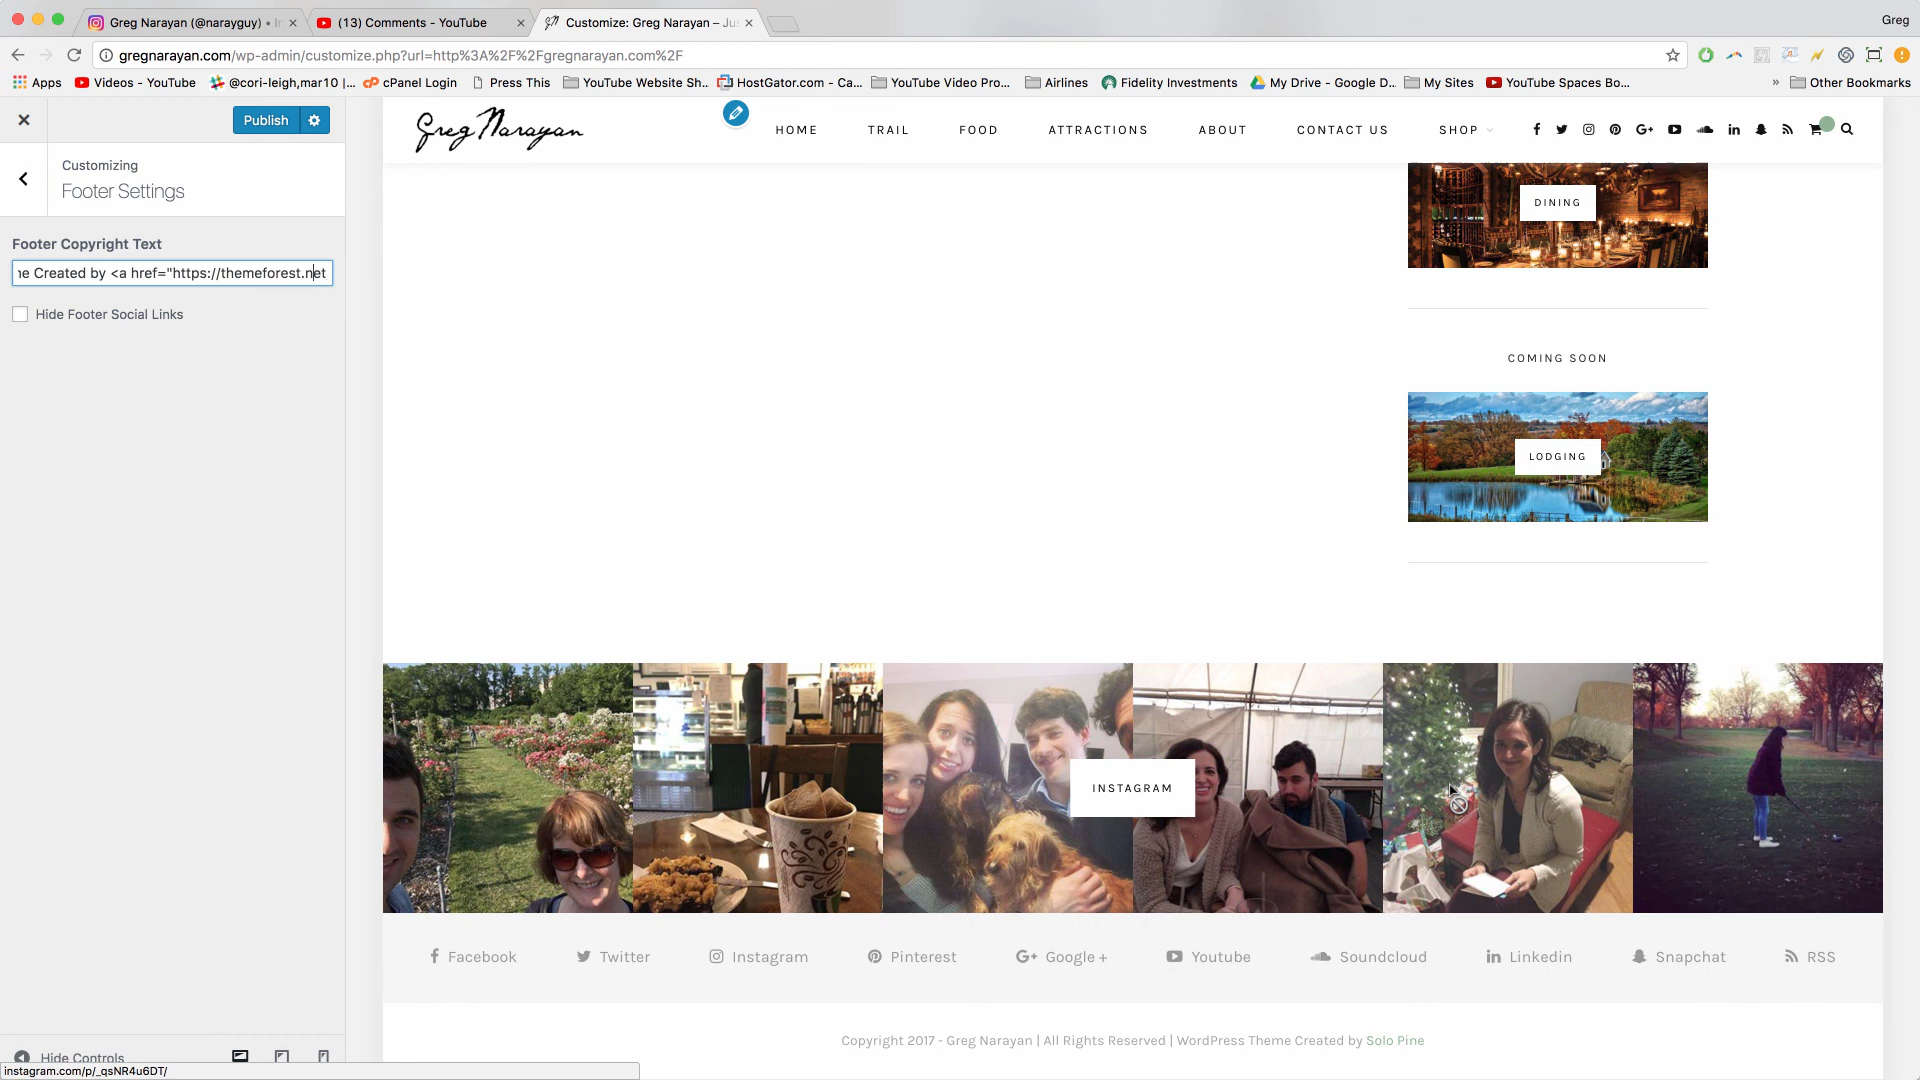 Greg Narayan (@narayguy) •
(13) Comments - YouTube
Customize: Greg Narayan – Jus
Greg
gregnarayan.com/wp-admin/customize.php?url=http%3A%2F%2Fgregnarayan.com%2F
Apps
Videos - YouTube
@cori-leigh,mar10 |...
cPanel Login
Press This
YouTube Website Sh...
HostGator.com - Ca...
YouTube Video Pro...
Airlines
Fidelity Investments
My Drive - Google D...
My Sites
YouTube Spaces Bo...
»
Other Bookmarks
Publish
Customizing
Footer Settings
Footer Copyright Text
ne Created by <a href="https://themeforest.net
Hide Footer Social Links
Greg Narayan
HOME
TRAIL
FOOD
ATTRACTIONS
ABOUT
CONTACT US
SHOP
DINING
COMING SOON
LODGING
INSTAGRAM
Facebook
Twitter
Instagram
Pinterest
Google +
Youtube
Soundcloud
Linkedin
Snapchat
RSS
Copyright 2017 - Greg Narayan | All Rights Reserved | WordPress Theme Created by Solo Pine
Hide Controls
instagram.com/p/_qsNR4u6DT/